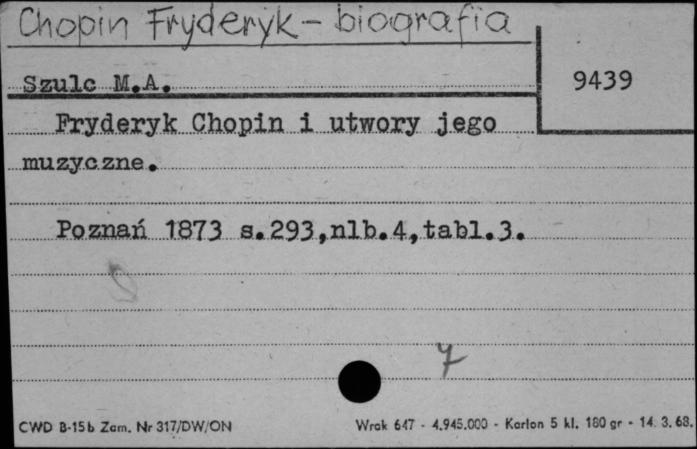 Chopin Fryderyk - biografia
Szulc M.A.
9439
Fryderyk Chopin i utwory jego
muzyczne.
Poznań 1873 s.293,nlb.4,tabl.3.
7
CWD B-15b Zam. Nr 317/DW/ON
Wrak 647 - 4.945.000 - Karton 5 kl. 180 gr - 14. 3. 68.